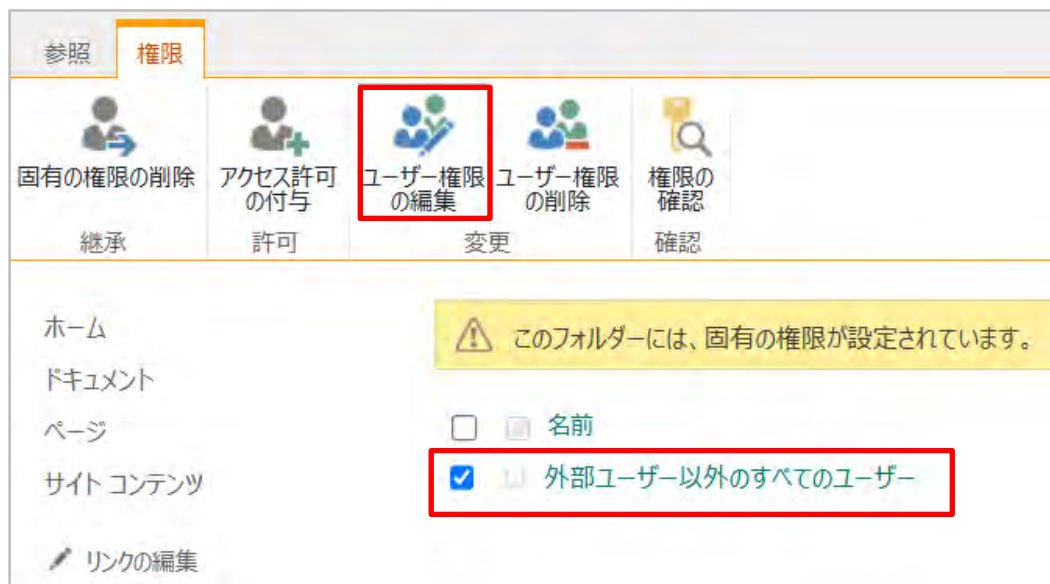 参照
権限
固有の権限の削除
アクセス許可
の付与
ユーザー権限
の編集
ユーザー権限
の削除
権限の
確認
継承
許可
変更
確認
ホーム
ドキュメント
ページ
サイト コンテンツ
リンクの編集
このフォルダーには、固有の権限が設定されています。
名前
外部ユーザー以外のすべてのユーザー